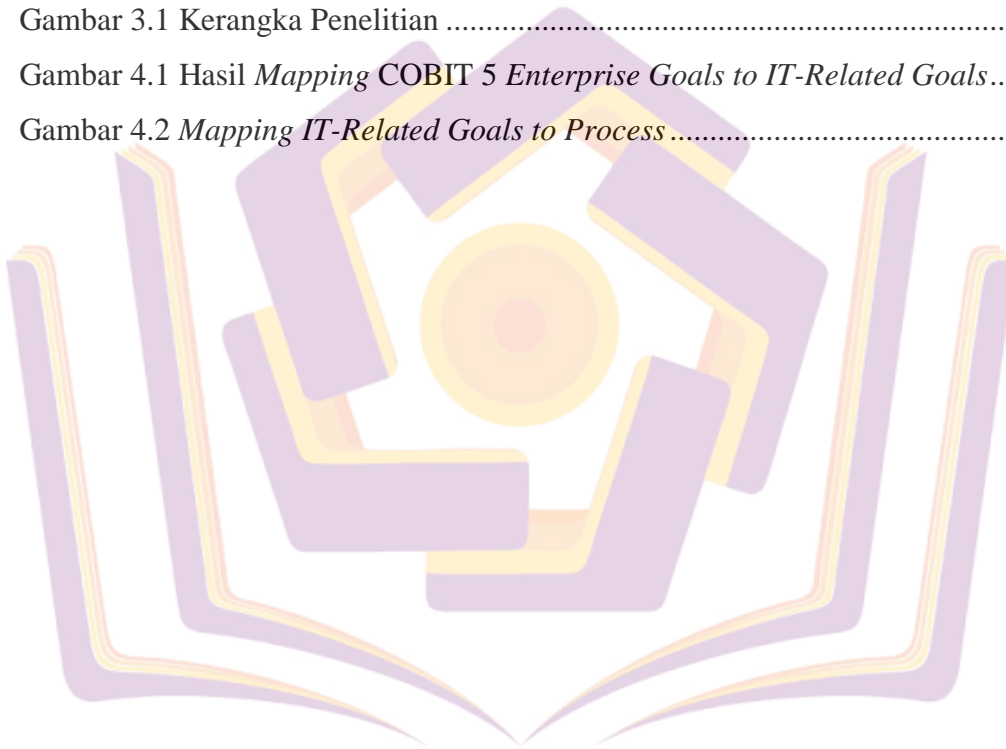 Gambar 3.1 Kerangka Penelitian ......................................................................
Gambar 4.1 Hasil Mapping COBIT 5 Enterprise Goals to IT-Related Goals..
Gambar 4.2 Mapping IT-Related Goals to Process..........................................